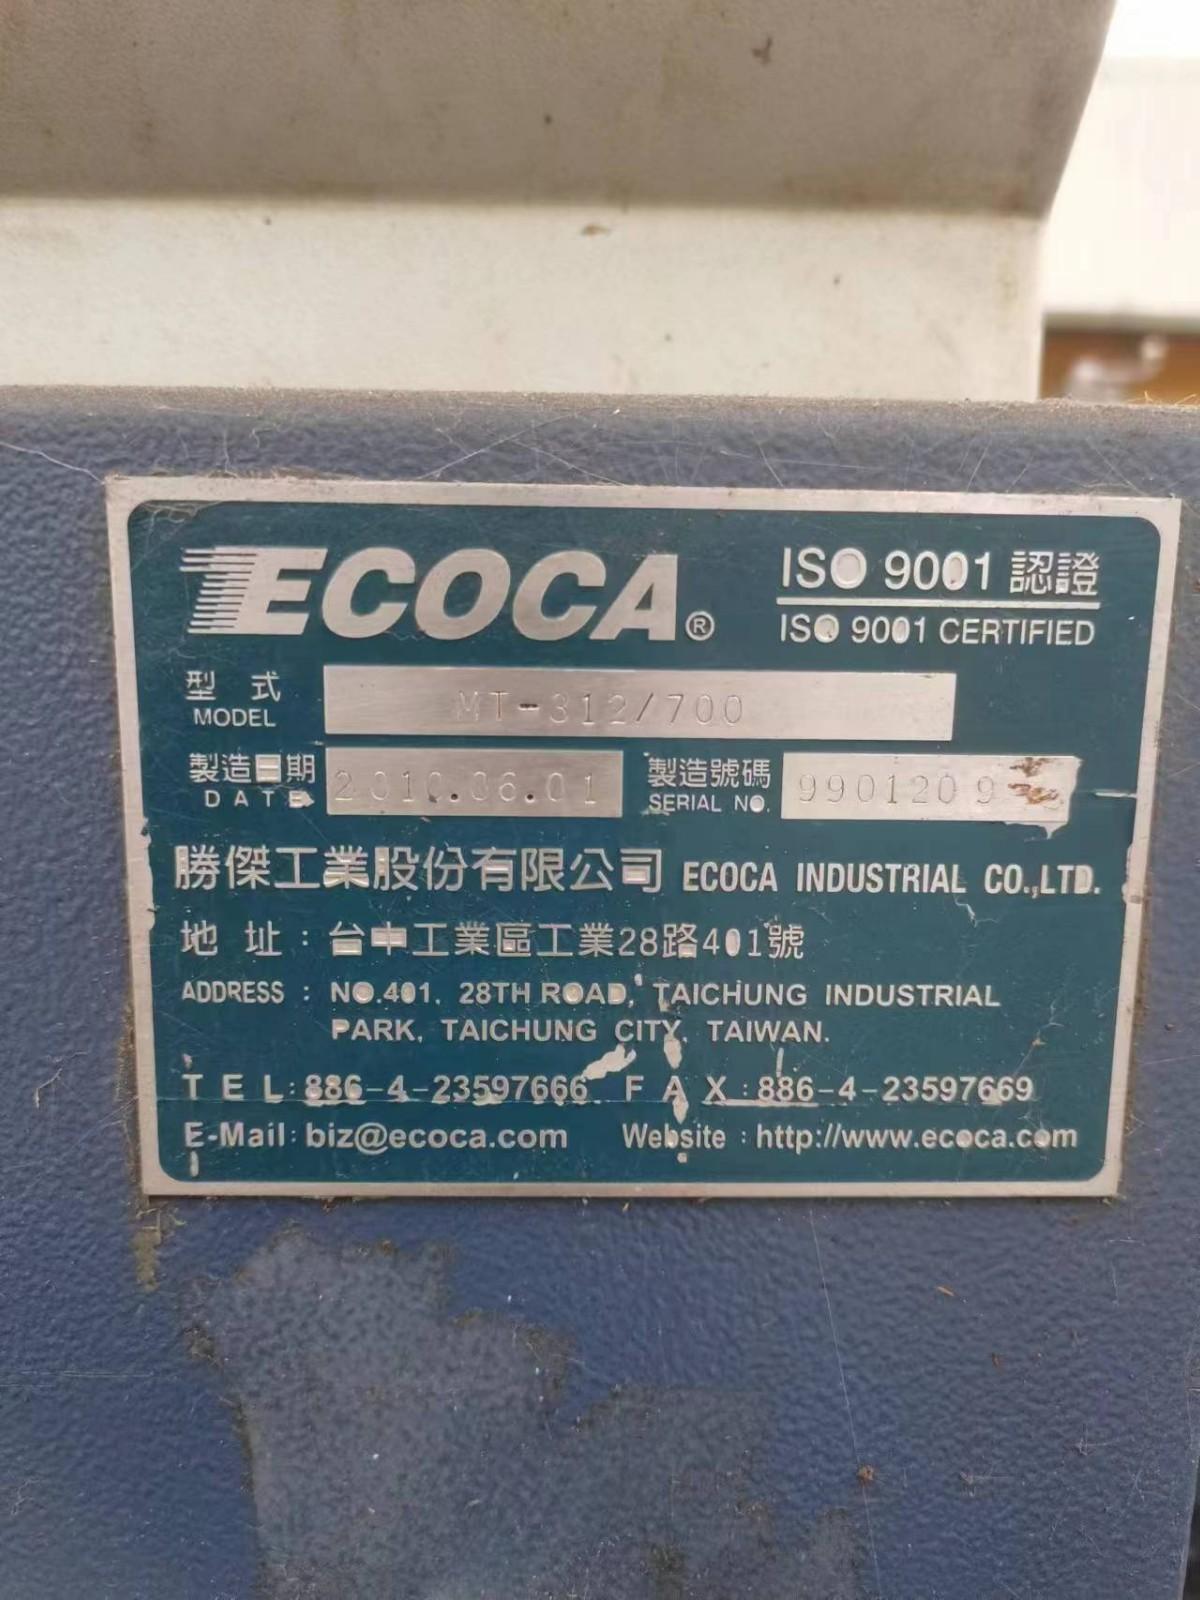 ECOCA®
ISO 9001 認證
ISO 9001 CERTIFIED
型式 MT-312/700
MODEL
製造日期 2010.06.01 製造號碼 9901209
DATE SERIAL NO.
勝傑工業股份有限公司 ECOCA INDUSTRIAL CO.,LTD.
地址：台中工業區工業28路401號
ADDRESS : NO.401, 28TH ROAD, TAICHUNG INDUSTRIAL
PARK, TAICHUNG CITY, TAIWAN.
TEL:886-4-23597666 FAX:886-4-23597669
E-Mail: biz@ecoca.com Website : http://www.ecoca.com